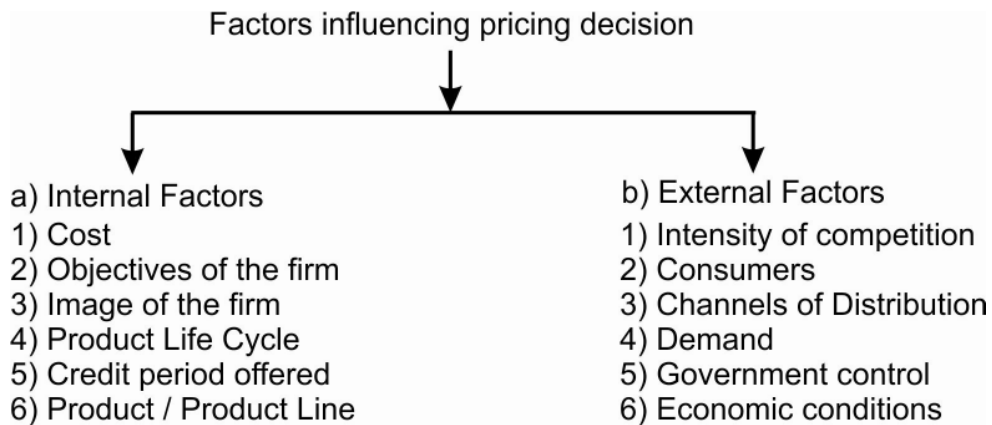 Factors influencing pricing decision
a) Internal Factors
1) Cost
2) Objectives of the firm
3) Image of the firm
4) Product Life Cycle
5) Credit period offered
6) Product / Product Line
b) External Factors
1) Intensity of competition
2) Consumers
3) Channels of Distribution
4) Demand
5) Government control
6) Economic conditions